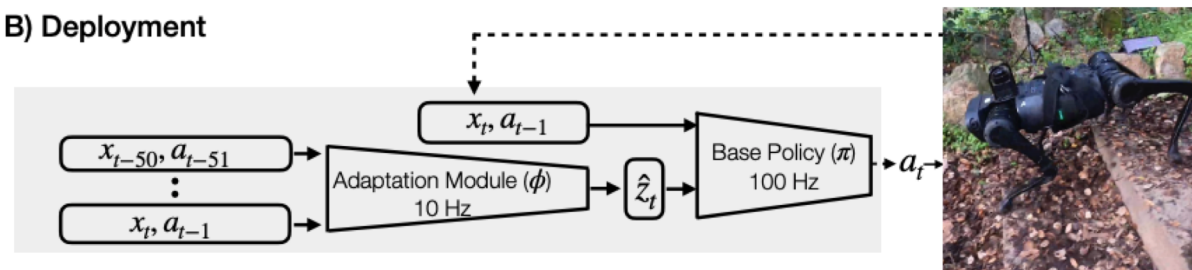 B) Deployment
x_{t-50}, a_{t-51}
⋮
x_t, a_{t-1}
Adaptation Module (ϕ)
10 Hz
ẑ_t
x_t, a_{t-1}
Base Policy (π)
100 Hz
a_t